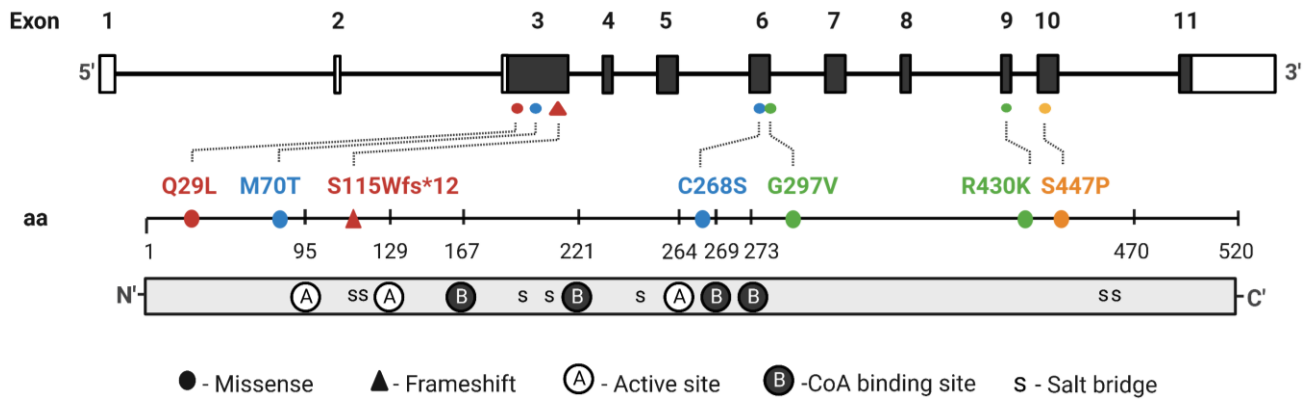 Exon 1 2 3 4 5 6 7 8 9 10 11
5' 3'
Q29L M70T S115Wfs*12 C268S G297V R430K S447P
aa
1 95 129 167 221 264 269 273 470 520
N' A ss A B s s B s A B B ss C'
- Missense - Frameshift A - Active site B -CoA binding site s - Salt bridge